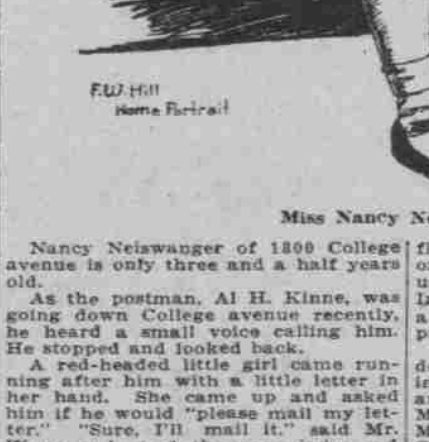 F.W. Hill
Home Portrait
Miss Nancy
Nancy Neiswanger of 1800 College
avenue is only three and a half years
old.
As the postman, Al H. Kinne, was
going down College avenue recently,
he heard a small voice calling him.
He stopped and looked back.
A red-headed little girl came run-
ning after him with a little letter in
her hand. She came up and asked
him if he would "please mail my let-
ter." "Sure, I'll mail it," said Mr.